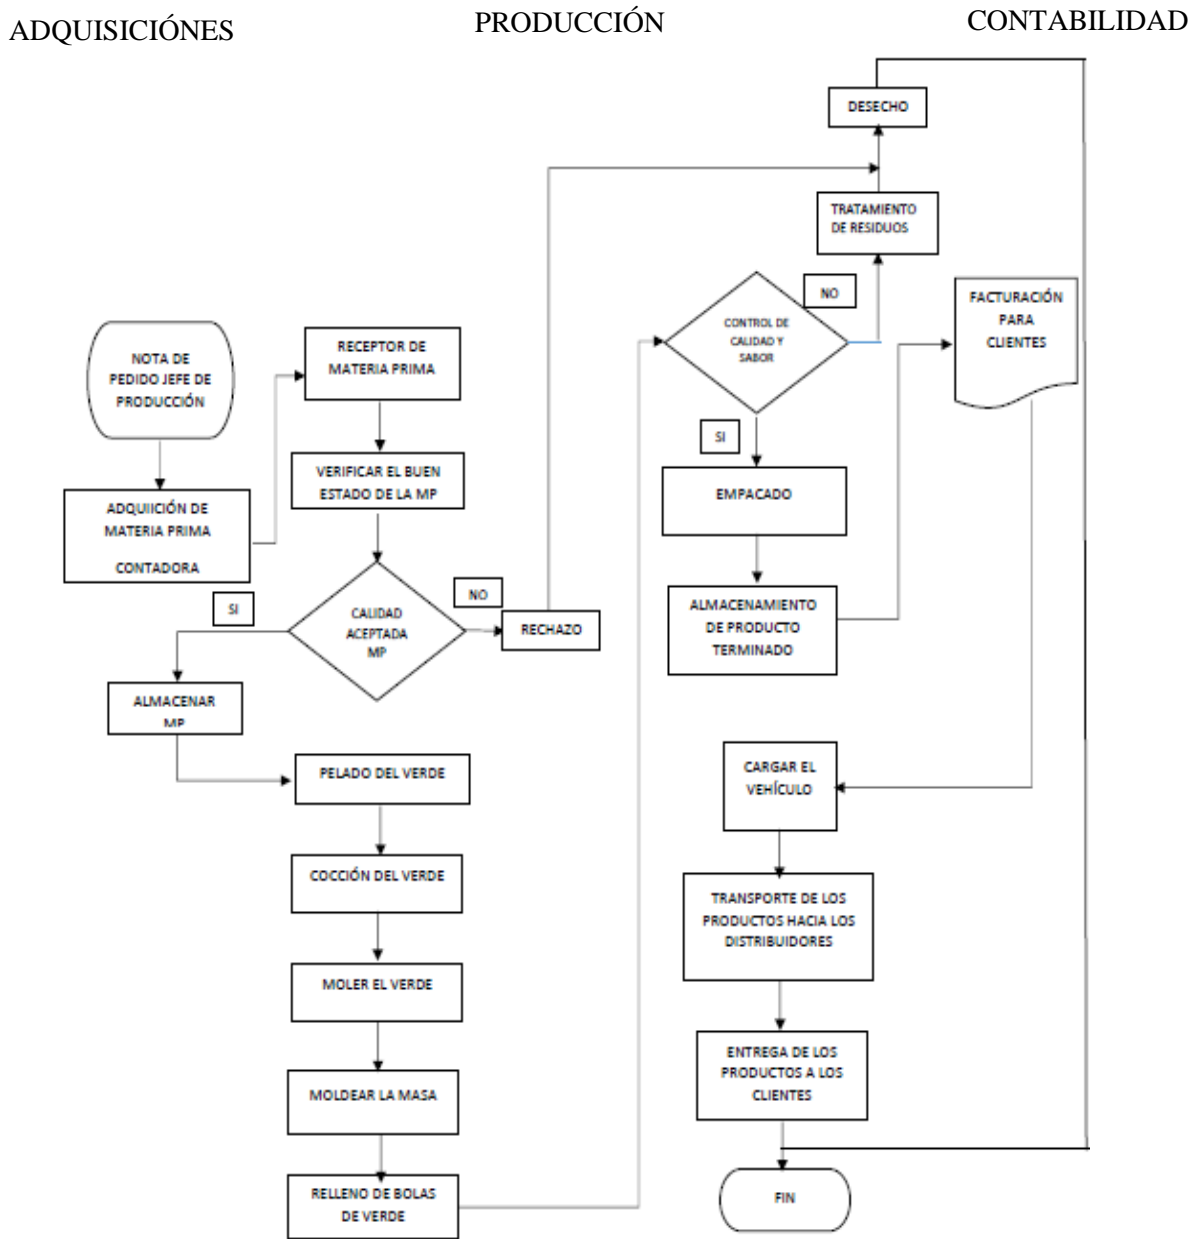 ADQUISICIÓNES
PRODUCCIÓN
CONTABILIDAD
NOTA DE
PEDIDO JEFE DE
PRODUCCIÓN
ADQUIICIÓN DE
MATERIA PRIMA
CONTADORA
RECEPTOR DE
MATERIA PRIMA
VERIFICAR EL BUEN
ESTADO DE LA MP
CALIDAD
ACEPTADA
MP
SI
NO
RECHAZO
ALMACENAR
MP
PELADO DEL VERDE
COCCIÓN DEL VERDE
MOLER EL VERDE
MOLDEAR LA MASA
RELLENO DE BOLAS
DE VERDE
CONTROL DE
CALIDAD Y
SABOR
NO
TRATAMIENTO
DE RESIDUOS
DESECHO
SI
EMPACADO
ALMACENAMIENTO
DE PRODUCTO
TERMINADO
FACTURACIÓN
PARA
CLIENTES
CARGAR EL
VEHÍCULO
TRANSPORTE DE LOS
PRODUCTOS HACIA LOS
DISTRIBUIDORES
ENTREGA DE LOS
PRODUCTOS A LOS
CLIENTES
FIN